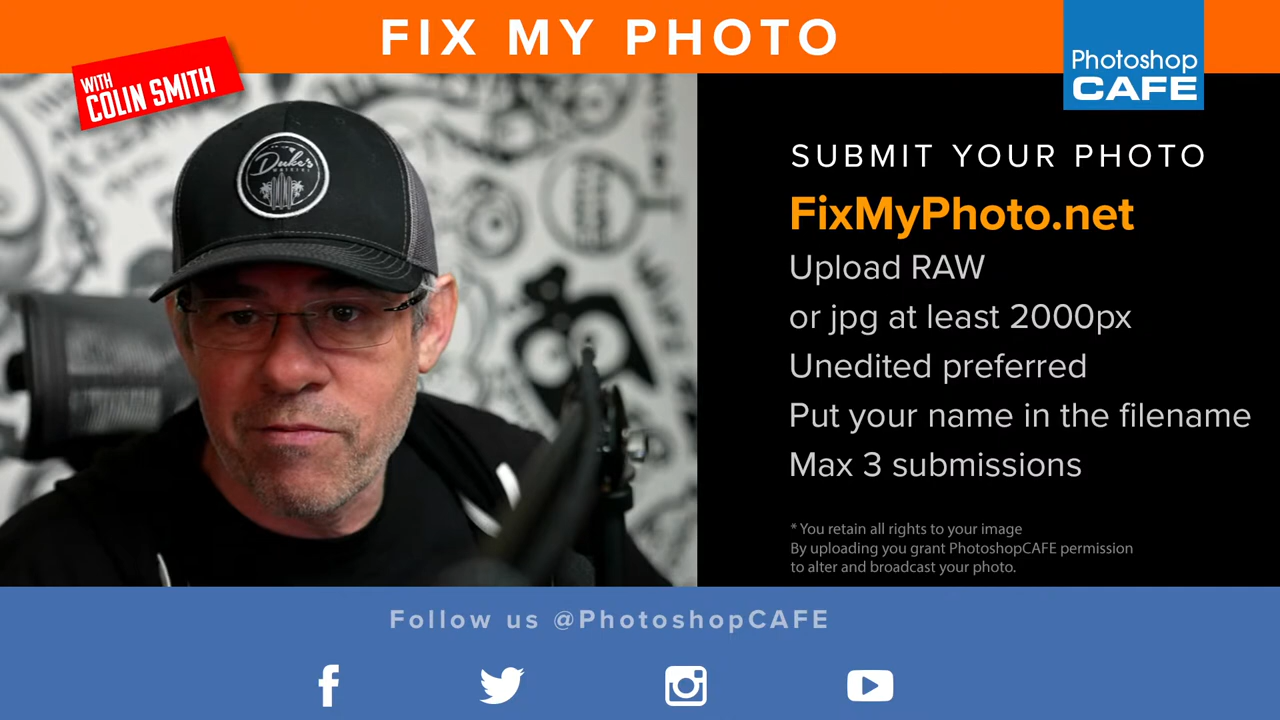 FIX MY PHOTO
WITH
COLIN SMITH
Photoshop
CAFE
Duke's
SUBMIT YOUR PHOTO
FixMyPhoto.net
Upload RAW
or jpg at least 2000px
Unedited preferred
Put your name in the filename
Max 3 submissions
* You retain all rights to your image
By uploading you grant PhotoshopCAFE permission
to alter and broadcast your photo.
Follow us @PhotoshopCAFE